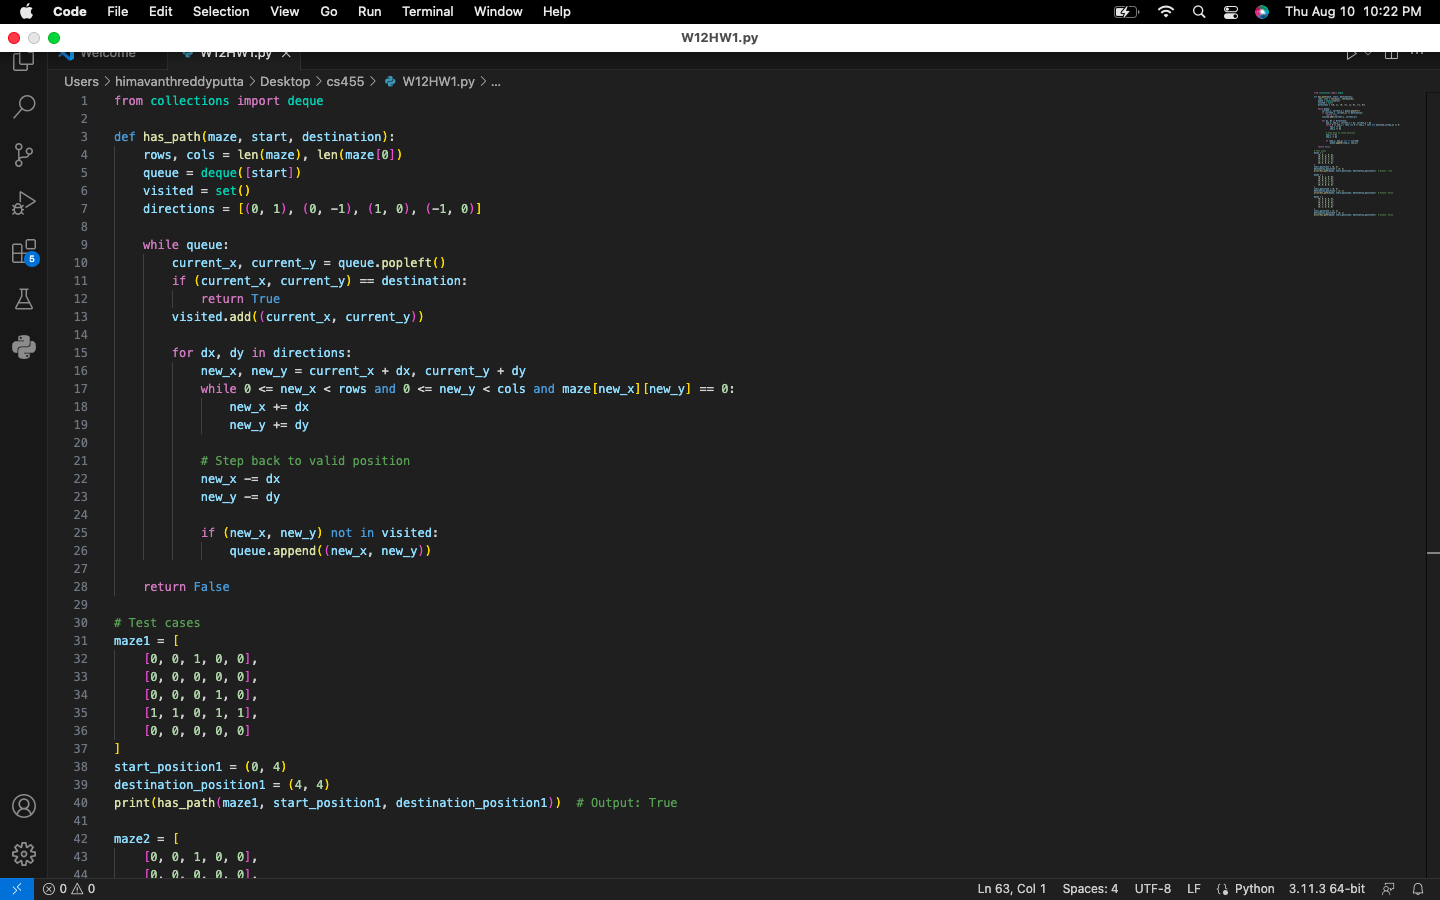 Code File Edit Selection View Go Run Terminal Window Help Thu Aug 10 10:22 PM
W12HW1.py
Welcome W12HW1.py
Users > himavanthreddyputta > Desktop > cs455 > W12HW1.py > ...
1 from collections import deque
2
3 def has_path(maze, start, destination):
4     rows, cols = len(maze), len(maze[0])
5     queue = deque([start])
6     visited = set()
7     directions = [(0, 1), (0, -1), (1, 0), (-1, 0)]
8
9     while queue:
10         current_x, current_y = queue.popleft()
11         if (current_x, current_y) == destination:
12             return True
13         visited.add((current_x, current_y))
14
15         for dx, dy in directions:
16             new_x, new_y = current_x + dx, current_y + dy
17             while 0 <= new_x < rows and 0 <= new_y < cols and maze[new_x][new_y] == 0:
18                 new_x += dx
19                 new_y += dy
20
21             # Step back to valid position
22             new_x -= dx
23             new_y -= dy
24
25             if (new_x, new_y) not in visited:
26                 queue.append((new_x, new_y))
27
28     return False
29
30 # Test cases
31 maze1 = [
32     [0, 0, 1, 0, 0],
33     [0, 0, 0, 0, 0],
34     [0, 0, 0, 1, 0],
35     [1, 1, 0, 1, 1],
36     [0, 0, 0, 0, 0]
37 ]
38 start_position1 = (0, 4)
39 destination_position1 = (4, 4)
40 print(has_path(maze1, start_position1, destination_position1))  # Output: True
41
42 maze2 = [
43     [0, 0, 1, 0, 0],
44     [0, 0, 0, 0, 0],
5
0 0 Ln 63, Col 1 Spaces: 4 UTF-8 LF Python 3.11.3 64-bit